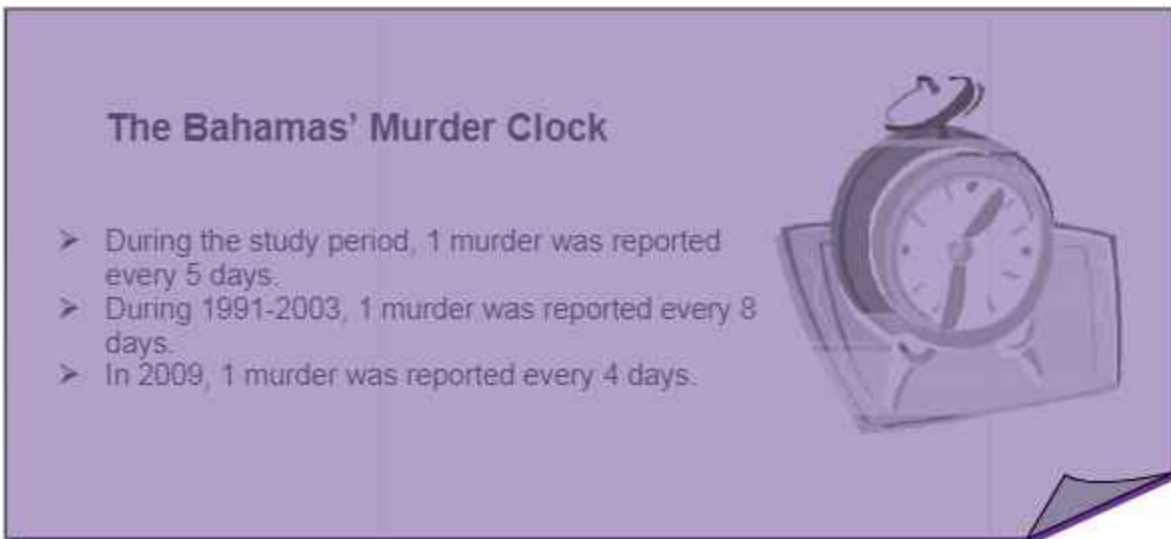 The Bahamas' Murder Clock
➤ During the study period, 1 murder was reported
every 5 days.
➤ During 1991-2003, 1 murder was reported every 8
days.
➤ In 2009, 1 murder was reported every 4 days.